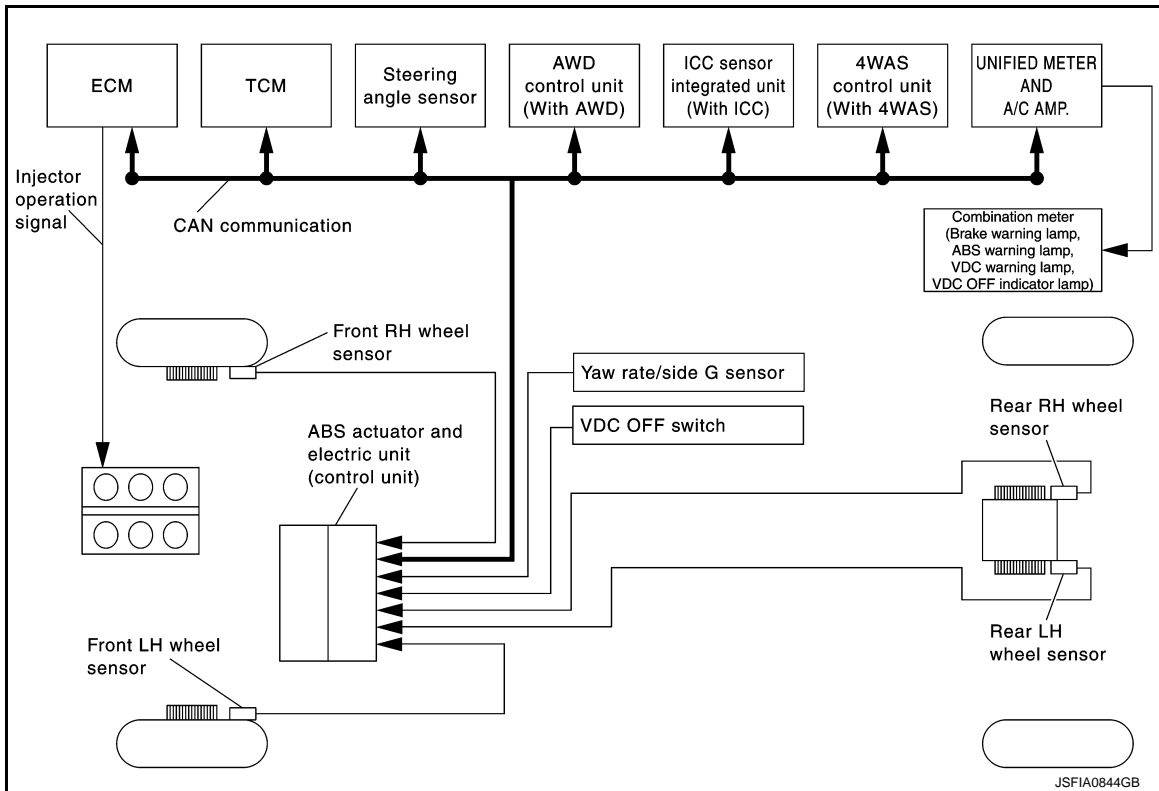 ECM
TCM
Steering
angle sensor
AWD
control unit
(With AWD)
ICC sensor
integrated unit
(With ICC)
4WAS
control unit
(With 4WAS)
UNIFIED METER
AND
A/C AMP.
Injector
operation
signal
CAN communication
Combination meter
(Brake warning lamp,
ABS warning lamp,
VDC warning lamp,
VDC OFF indicator lamp)
Front RH wheel
sensor
Yaw rate/side G sensor
VDC OFF switch
Rear RH wheel
sensor
ABS actuator and
electric unit
(control unit)
Front LH wheel
sensor
Rear LH
wheel sensor
JSFIA0844GB